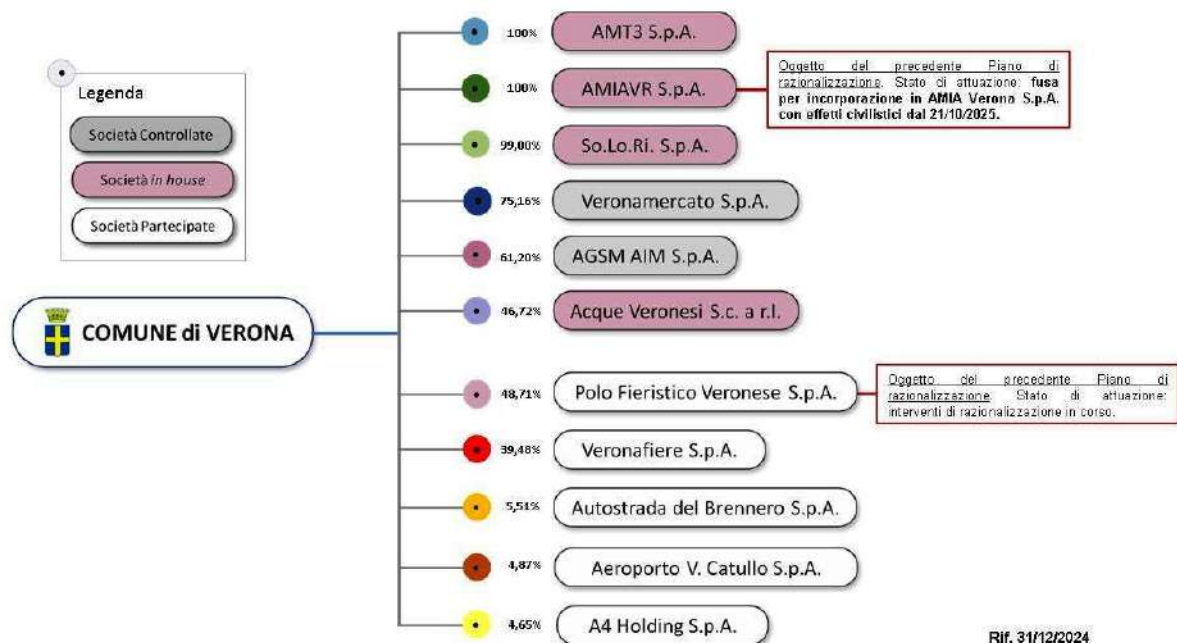 Legenda
Società Controllate
Società in house
Società Partecipate
COMUNE di VERONA
100% AMT3 S.p.A.
100% AMIAVR S.p.A.
Oggetto del precedente Piano di
razionalizzazione. Stato di attuazione: fusa
per incorporazione in AMIA Verona S.p.A.
con effetti civilistici dal 21/10/2025.
99,00% So.Lo.Ri. S.p.A.
75,16% Veronamercato S.p.A.
61,20% AGSM AIM S.p.A.
46,72% Acque Veronesi S.c. a r.l.
48,71% Polo Fieristico Veronese S.p.A.
Oggetto del precedente Piano di
razionalizzazione. Stato di attuazione:
interventi di razionalizzazione in corso.
39,48% Veronafiere S.p.A.
5,51% Autostrada del Brennero S.p.A.
4,87% Aeroporto V. Catullo S.p.A.
4,65% A4 Holding S.p.A.
Rif. 31/12/2024